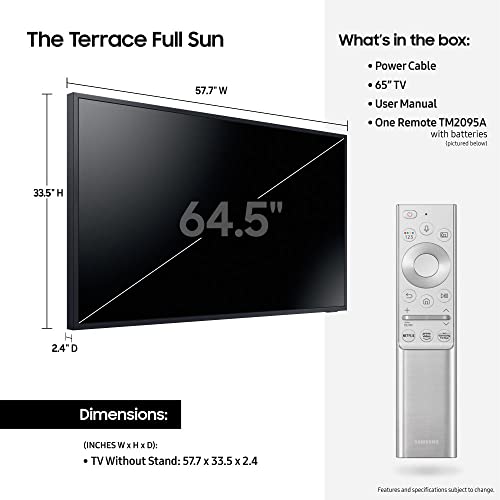 The Terrace Full Sun
57.7" W
33.5" H
64.5"
2.4" D
Dimensions:
(INCHES W x H x D):
• TV Without Stand: 57.7 x 33.5 x 2.4
What's in the box:
• Power Cable
• 65" TV
• User Manual
• One Remote TM2095A
with batteries
(pictured below)
123
NETFLIX
SAMSUNG
Features and specifications subject to change.